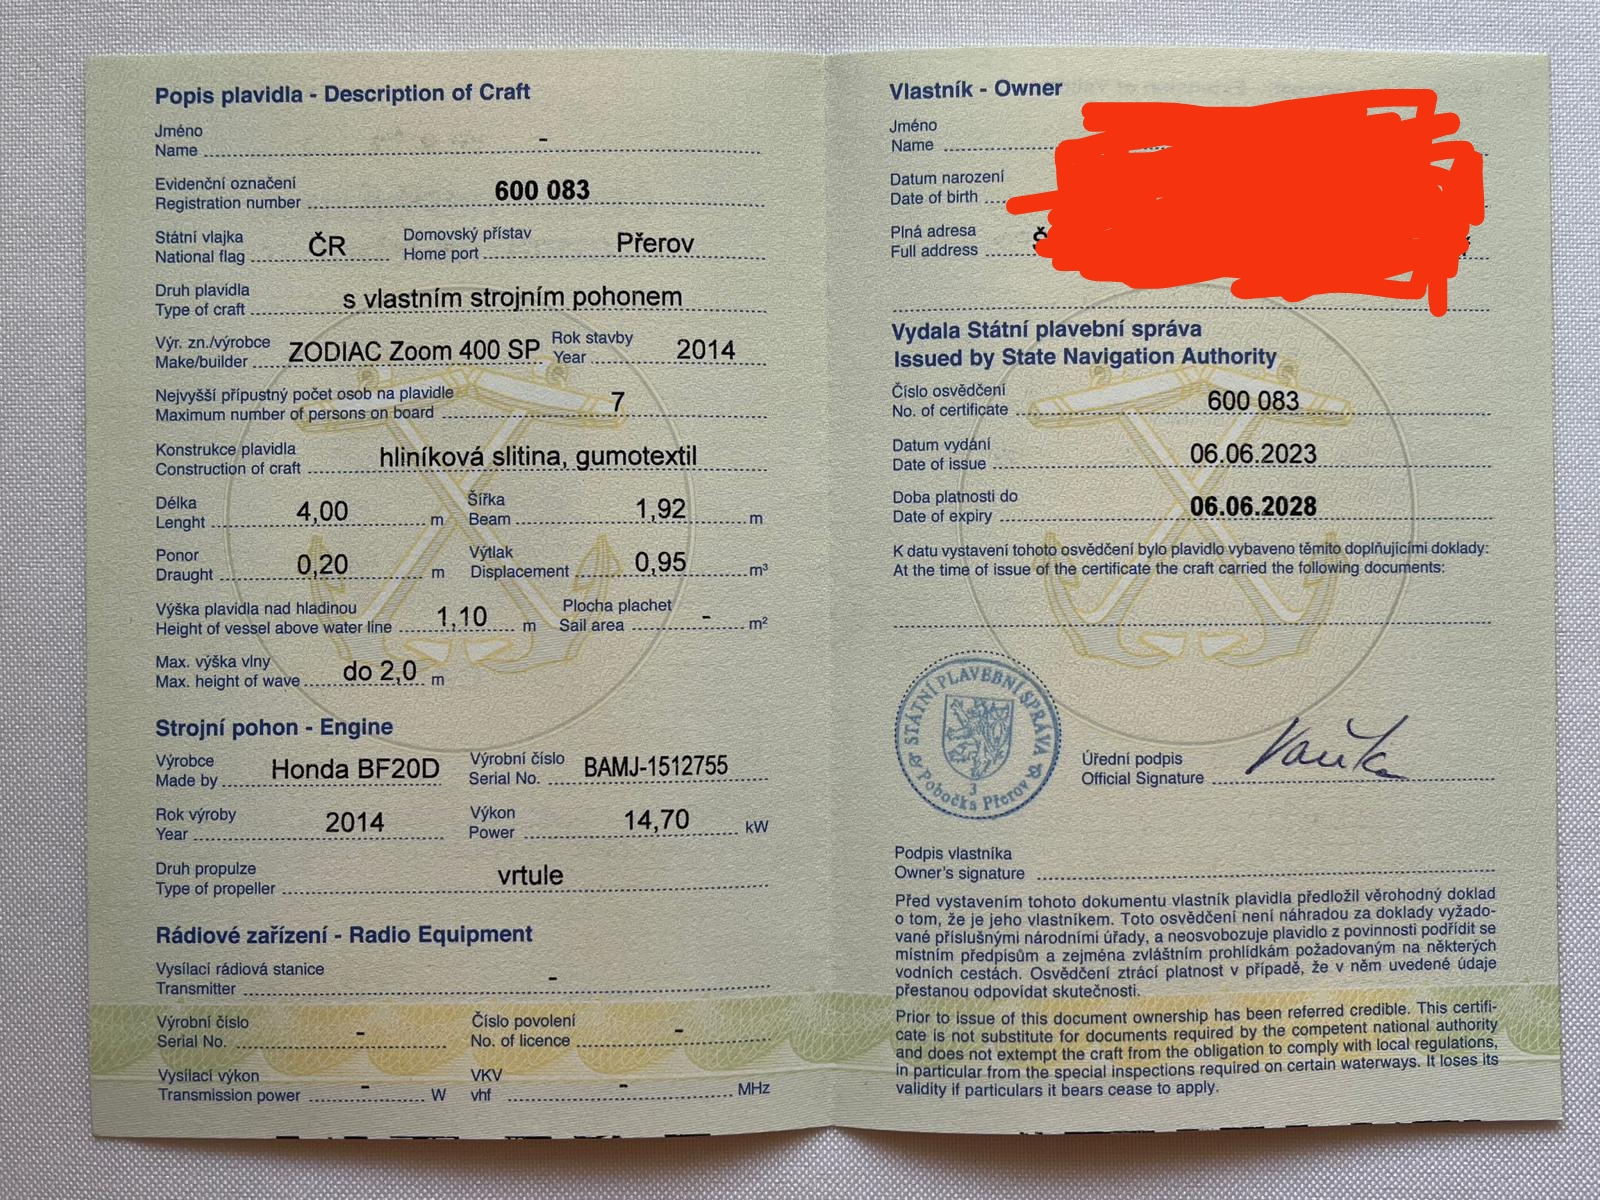 Popis plavidla - Description of Craft
Jméno
Name -
Evidenční označení
Registration number 600 083
Státní vlajka Domovský přístav
National flag ČR Home port Přerov
Druh plavidla
Type of craft s vlastním strojním pohonem
Výr. zn./výrobce Rok stavby
Make/builder ZODIAC Zoom 400 SP Year 2014
Nejvyšší přípustný počet osob na plavidle
Maximum number of persons on board 7
Konstrukce plavidla
Construction of craft hliníková slitina, gumotextil
Délka Šířka
Lenght 4,00 m Beam 1,92 m
Ponor Výtlak
Draught 0,20 m Displacement 0,95 m³
Výška plavidla nad hladinou Plocha plachet
Height of vessel above water line 1,10 m Sail area - m²
Max. výška vlny
Max. height of wave do 2,0 m
Strojní pohon - Engine
Výrobce Výrobní číslo
Made by Honda BF20D Serial No. BAMJ-1512755
Rok výroby Výkon
Year 2014 Power 14,70 kW
Druh propulze
Type of propeller vrtule
Rádiové zařízení - Radio Equipment
Vysílací rádiová stanice
Transmitter -
Výrobní číslo Číslo povolení
Serial No. - No. of licence -
Vysílací výkon VKV
Transmission power - W vhf - MHz
Vlastník - Owner
Jméno
Name
Datum narození
Date of birth
Plná adresa
Full address
Vydala Státní plavební správa
Issued by State Navigation Authority
Číslo osvědčení
No. of certificate 600 083
Datum vydání
Date of issue 06.06.2023
Doba platnosti do
Date of expiry 06.06.2028
K datu vystavení tohoto osvědčení bylo plavidlo vybaveno těmito doplňujícími doklady:
At the time of issue of the certificate the craft carried the following documents:
STÁTNÍ PLAVEBNÍ SPRÁVA
3
Pobočka Přerov
Úřední podpis
Official Signature
Podpis vlastníka
Owner's signature
Před vystavením tohoto dokumentu vlastník plavidla předložil věrohodný doklad
o tom, že je jeho vlastníkem. Toto osvědčení není náhradou za doklady vyžado-
vané příslušnými národními úřady, a neosvobozuje plavidlo z povinnosti podřídit se
místním předpisům a zejména zvláštním prohlídkám požadovaným na některých
vodních cestách. Osvědčení ztrácí platnost v případě, že v něm uvedené údaje
přestanou odpovídat skutečnosti.
Prior to issue of this document ownership has been referred credible. This certifi-
cate is not substitute for documents required by the competent national authority
and does not extempt the craft from the obligation to comply with local regulations,
in particular from the special inspections required on certain waterways. It loses its
validity if particulars it bears cease to apply.